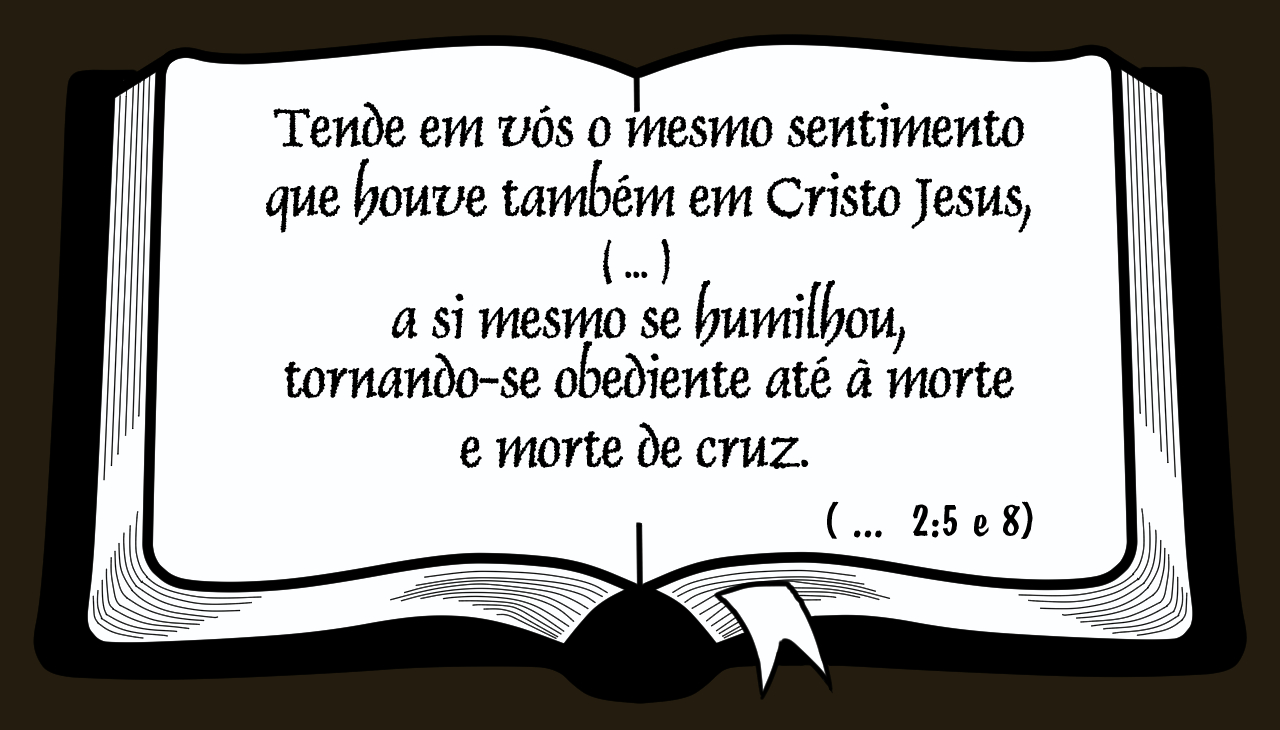 Tende em vós o mesmo sentimento
que houve também em Cristo Jesus,
( ... )
a si mesmo se humilhou,
tornando-se obediente até à morte
e morte de cruz.
( ... 2:5 e 8)